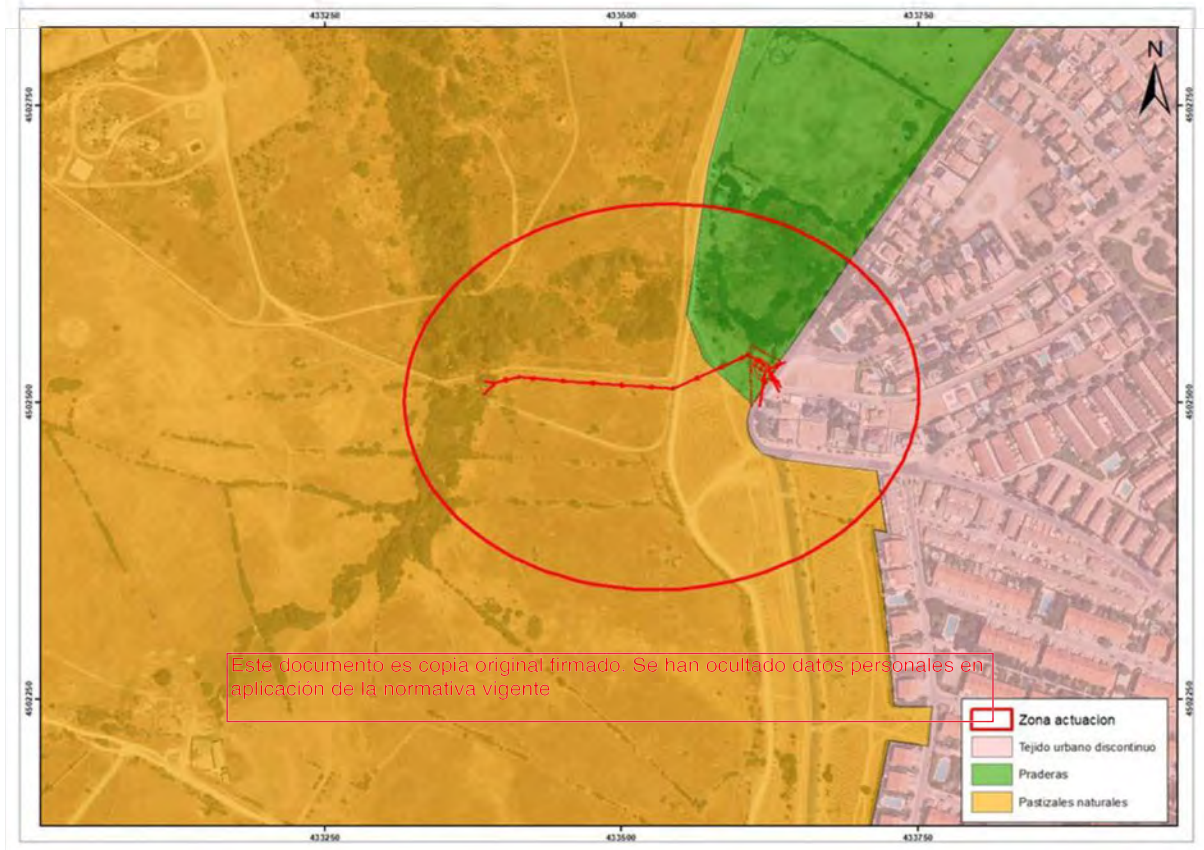 433250 433500 433750
N
4502750 4502750
4502500 4502500
Este documento es copia original firmado. Se han ocultado datos personales en
aplicación de la normativa vigente
4502250 4502250
Zona actuacion
Tejido urbano discontinuo
Praderas
Pastizales naturales
433250 433500 433750